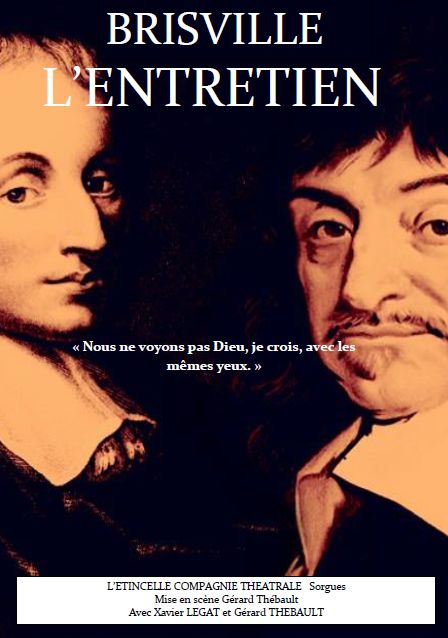 BRISVILLE
L’ENTRETIEN
« Nous ne voyons pas Dieu, je crois, avec les
mêmes yeux. »
L'ETINCELLE COMPAGNIE THEATRALE Sorgues
Mise en scène Gérard Thébault
Avec Xavier LEGAT et Gérard THEBAULT